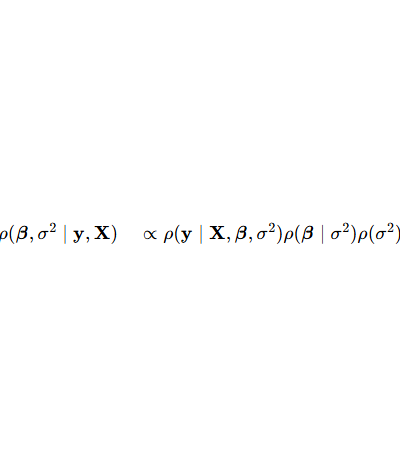 ρ(β, σ² | y, X) ∝ ρ(y | X, β, σ²)ρ(β | σ²)ρ(σ²)